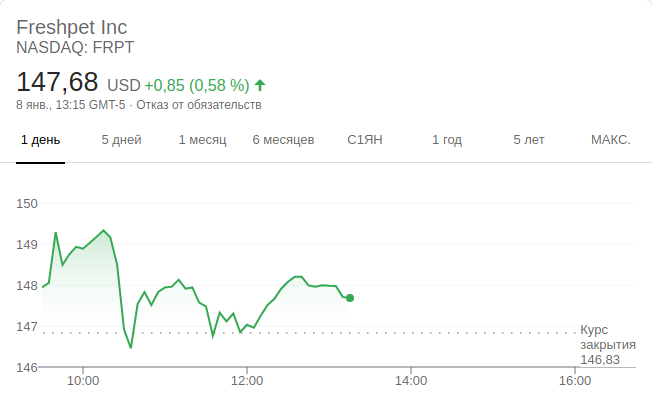 Freshpet Inc
NASDAQ: FRPT
147,68 USD +0,85 (0,58 %)
8 янв., 13:15 GMT-5 · Отказ от обязательств
1 день 5 дней 1 месяц 6 месяцев С1ЯН 1 год 5 лет МАКС.
150
149
148
147
Курс
закрытия
146,83
146
10:00 12:00 14:00 16:00